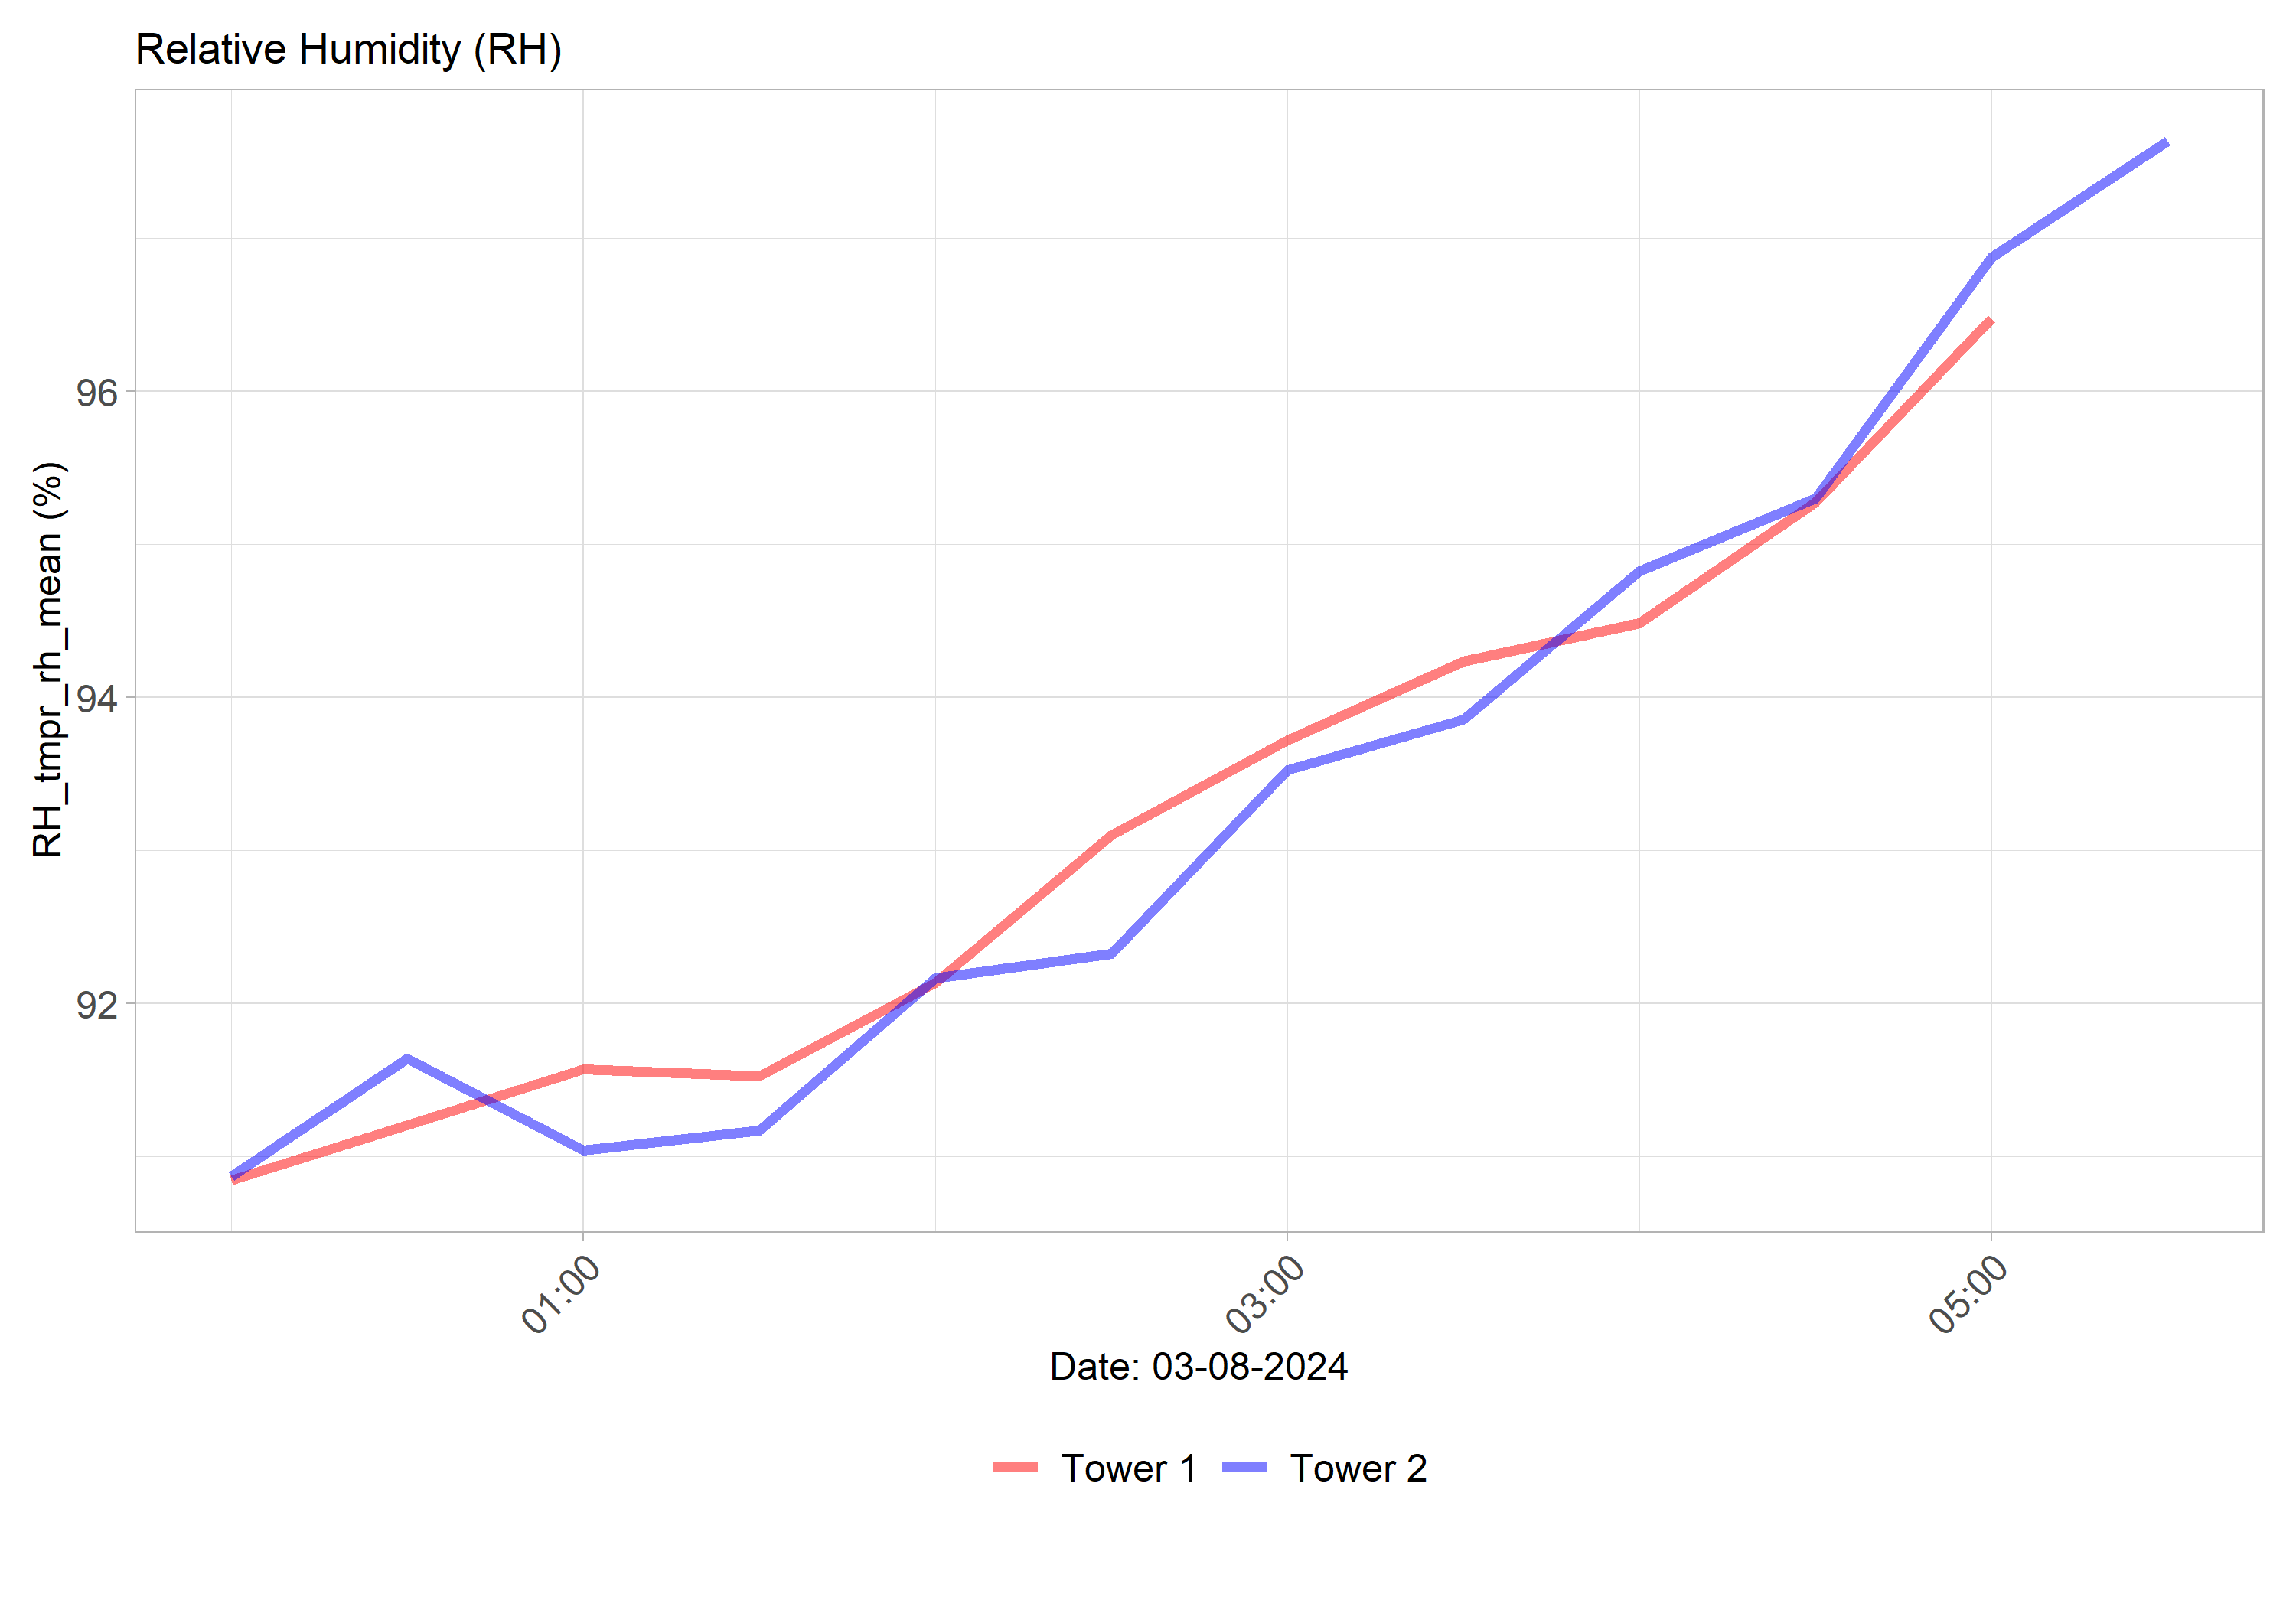 Relative Humidity (RH)
RH_tmpr_rh_mean (%)
96
94
92
01:00
03:00
05:00
Date: 03-08-2024
Tower 1
Tower 2